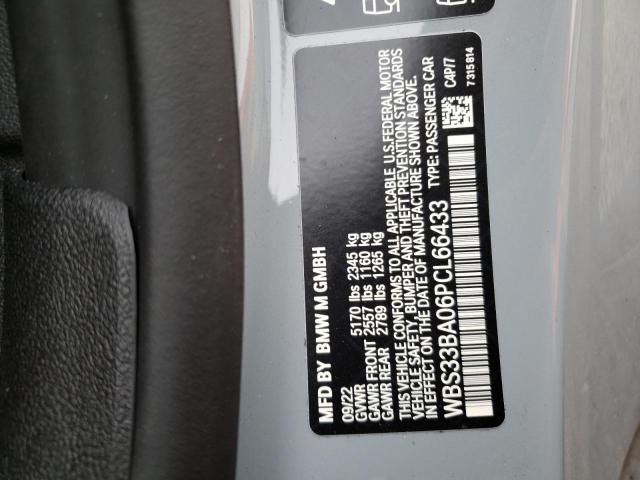 MFD BY BMW M GMBH
09/22
GVWR 5170 lbs 2345 kg
GAWR FRONT 2557 lbs 1160 kg
GAWR REAR 2789 lbs 1265 kg
THIS VEHICLE CONFORMS TO ALL APPLICABLE U.S.FEDERAL MOTOR
VEHICLE SAFETY, BUMPER AND THEFT PREVENTION STANDARDS
IN EFFECT ON THE DATE OF MANUFACTURE SHOWN ABOVE.
WBS33BA06PCL66433 TYPE: PASSENGER CAR
C4P/7
7315814